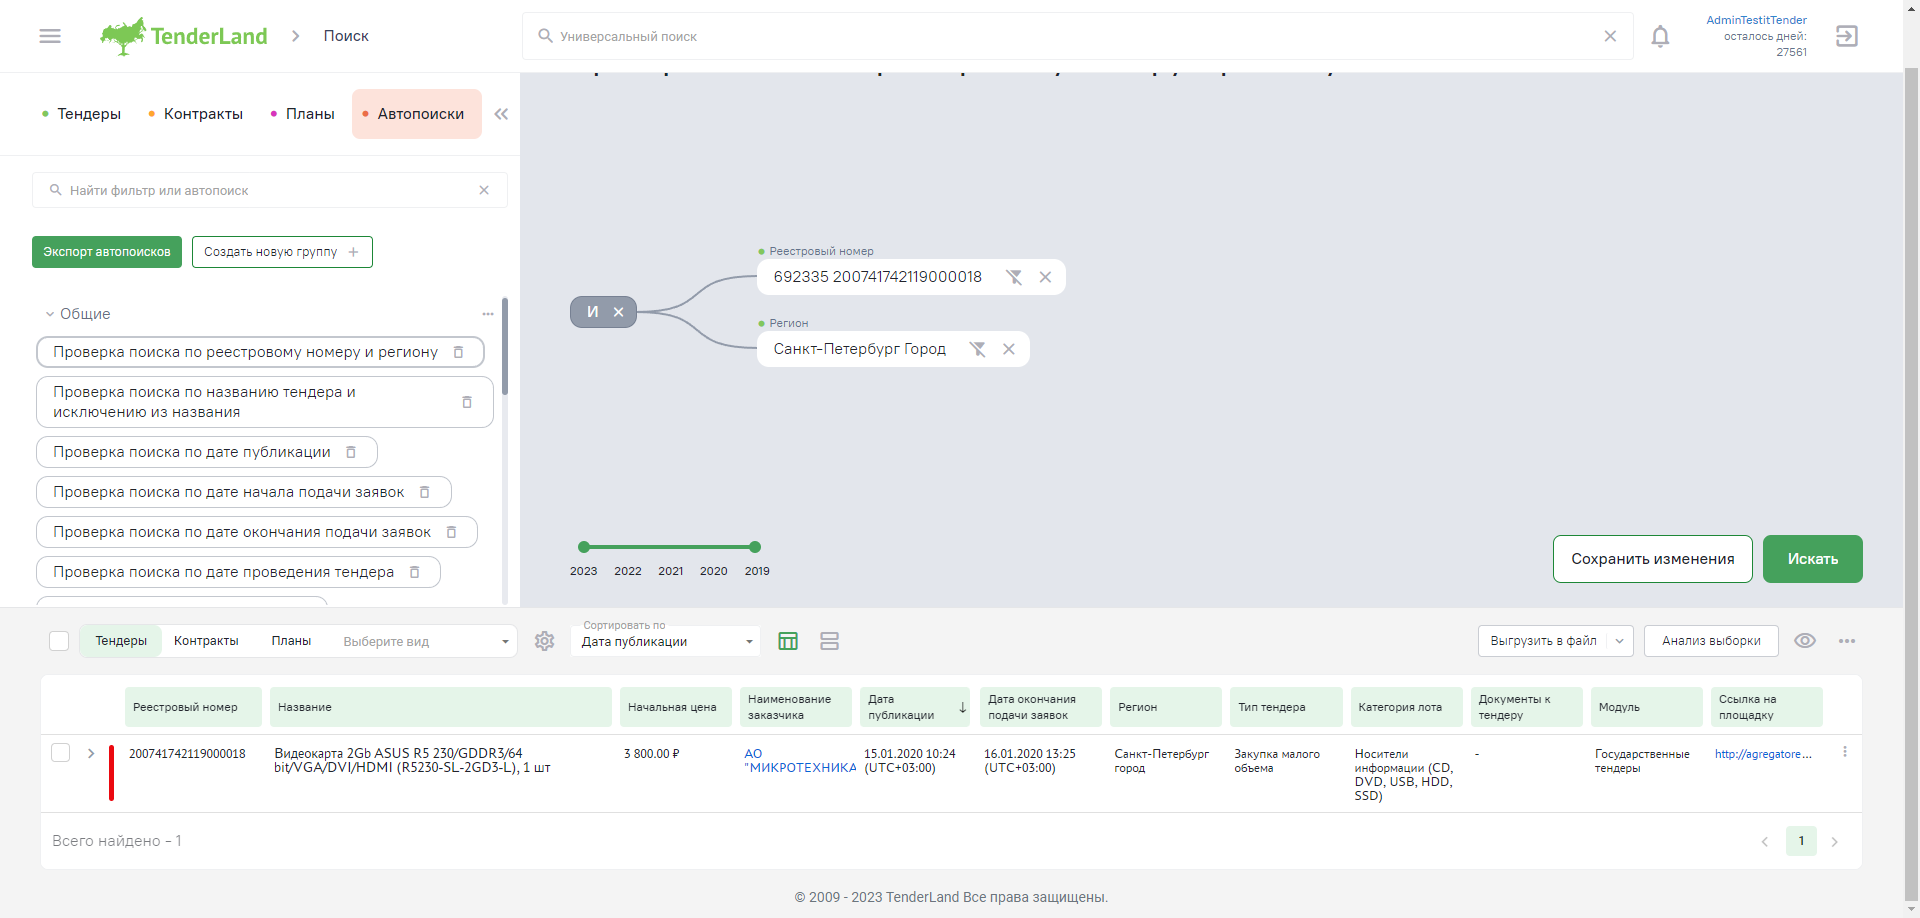 TenderLand
Поиск
Универсальный поиск
AdminTestitTender
осталось дней:
27561
Тендеры
Контракты
Планы
Автопоиски
Найти фильтр или автопоиск
Экспорт автопоисков
Создать новую группу
Общие
Проверка поиска по реестровому номеру и региону
Проверка поиска по названию тендера и
исключению из названия
Проверка поиска по дате публикации
Проверка поиска по дате начала подачи заявок
Проверка поиска по дате окончания подачи заявок
Проверка поиска по дате проведения тендера
И
Реестровый номер
692335 200741742119000018
Регион
Санкт-Петербург Город
2023 2022 2021 2020 2019
Сохранить изменения
Искать
Тендеры
Контракты
Планы
Выберите вид
Сортировать по
Дата публикации
Выгрузить в файл
Анализ выборки
Реестровый номер
Название
Начальная цена
Наименование
заказчика
Дата
публикации
Дата окончания
подачи заявок
Регион
Тип тендера
Категория лота
Документы к
тендеру
Модуль
Ссылка на
площадку
200741742119000018
Видеокарта 2Gb ASUS R5 230/GDDR3/64
bit/VGA/DVI/HDMI (R5230-SL-2GD3-L), 1 шт
3 800.00 ₽
АО
"МИКРОТЕХНИКА
15.01.2020 10:24
(UTC+03:00)
16.01.2020 13:25
(UTC+03:00)
Санкт-Петербург
город
Закупка малого
объема
Носители
информации (CD,
DVD, USB, HDD,
SSD)
-
Государственные
тендеры
http://agregatore...
Всего найдено - 1
1
© 2009 - 2023 TenderLand Все права защищены.